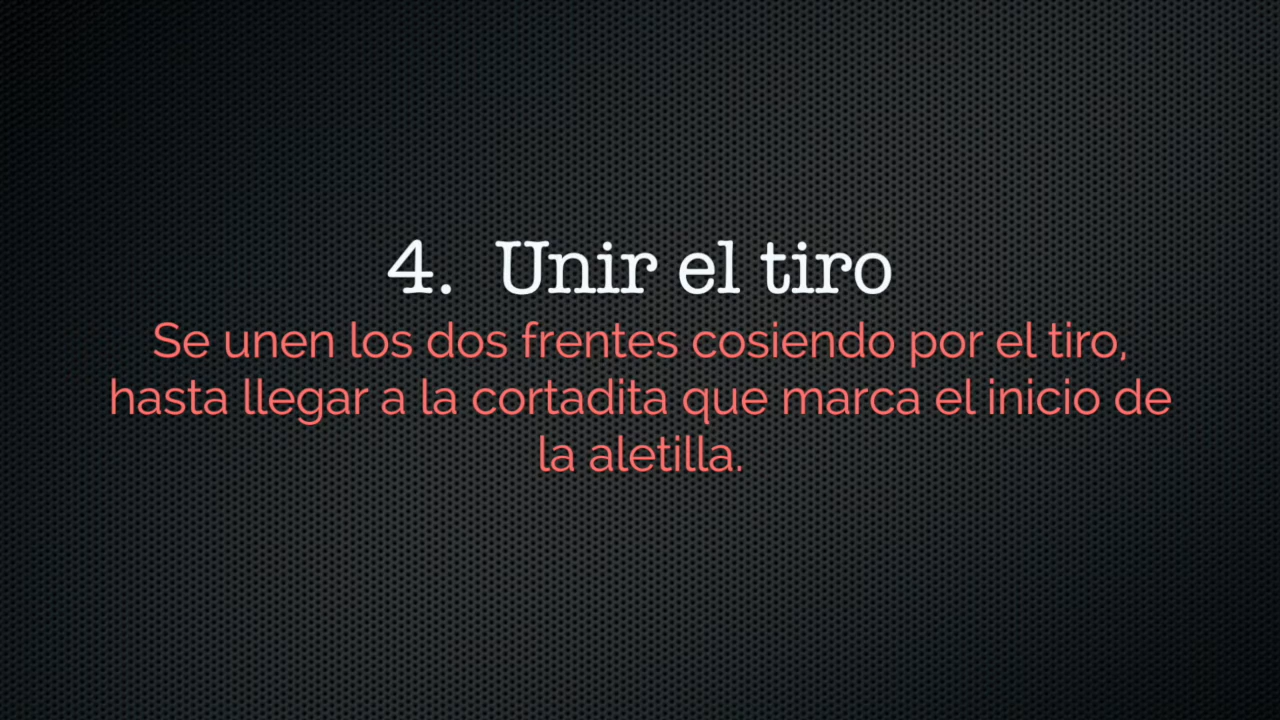 4. Unir el tiro
Se unen los dos frentes cosiendo por el tiro,
hasta llegar a la cortadita que marca el inicio de
la aletilla.